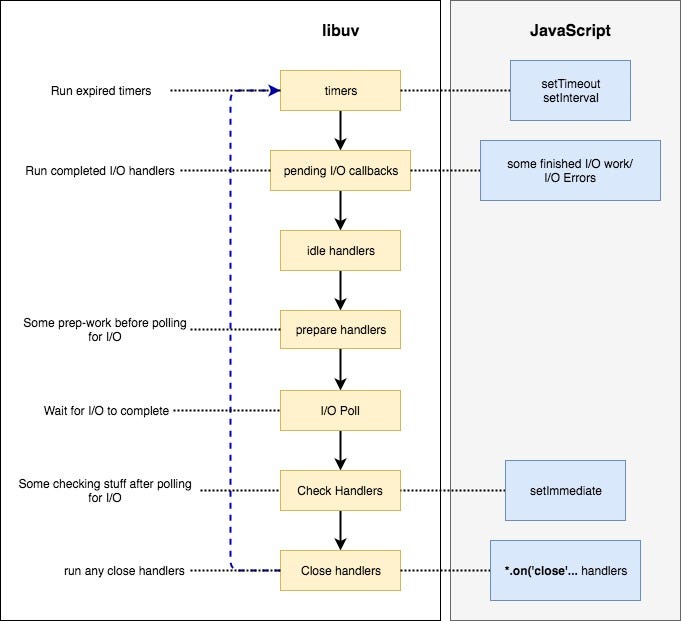 libuv
JavaScript
Run expired timers
timers
setTimeout
setInterval
Run completed I/O handlers
pending I/O callbacks
some finished I/O work/
I/O Errors
idle handlers
Some prep-work before polling
for I/O
prepare handlers
Wait for I/O to complete
I/O Poll
Some checking stuff after polling
for I/O
Check Handlers
setImmediate
run any close handlers
Close handlers
*.on('close'... handlers